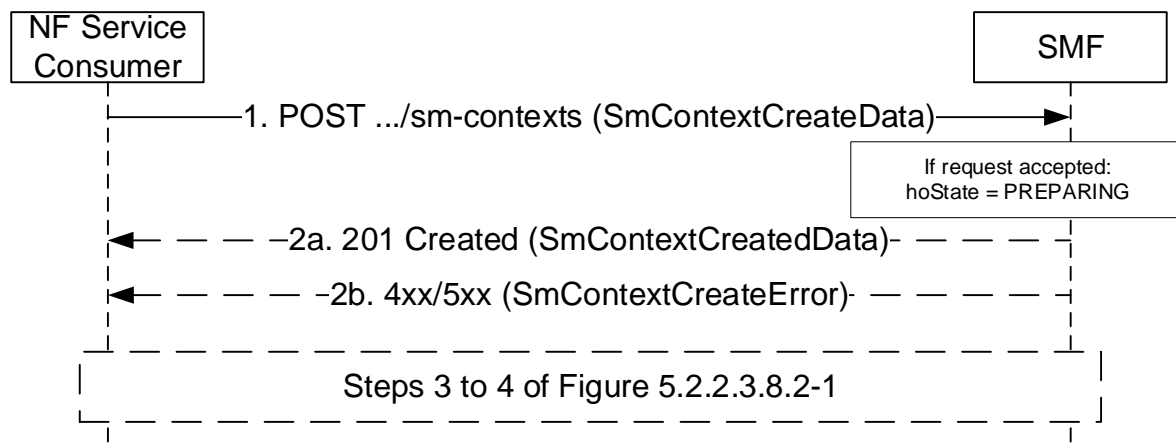 NF Service
Consumer
SMF
1. POST .../sm-contexts (SmContextCreateData)
If request accepted:
hoState = PREPARING
2a. 201 Created (SmContextCreatedData)
2b. 4xx/5xx (SmContextCreateError)
Steps 3 to 4 of Figure 5.2.2.3.8.2-1